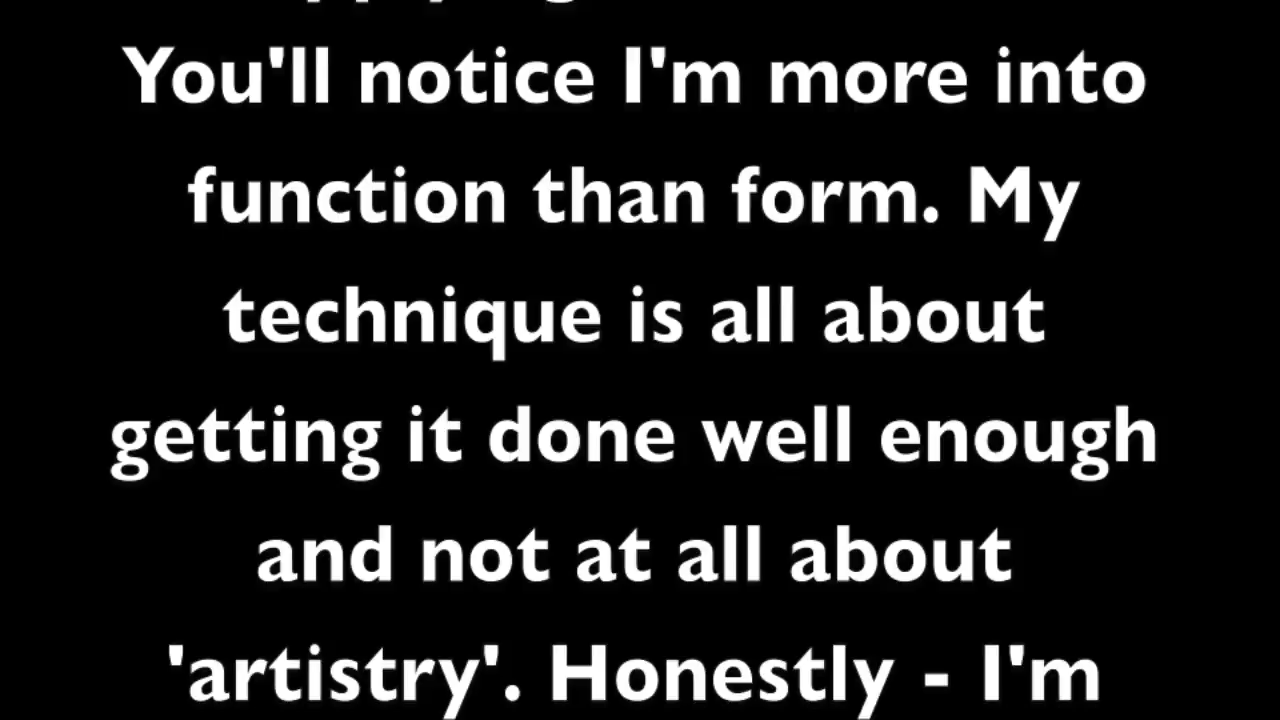 You'll notice I'm more into
function than form. My
technique is all about
getting it done well enough
and not at all about
'artistry'. Honestly - I'm